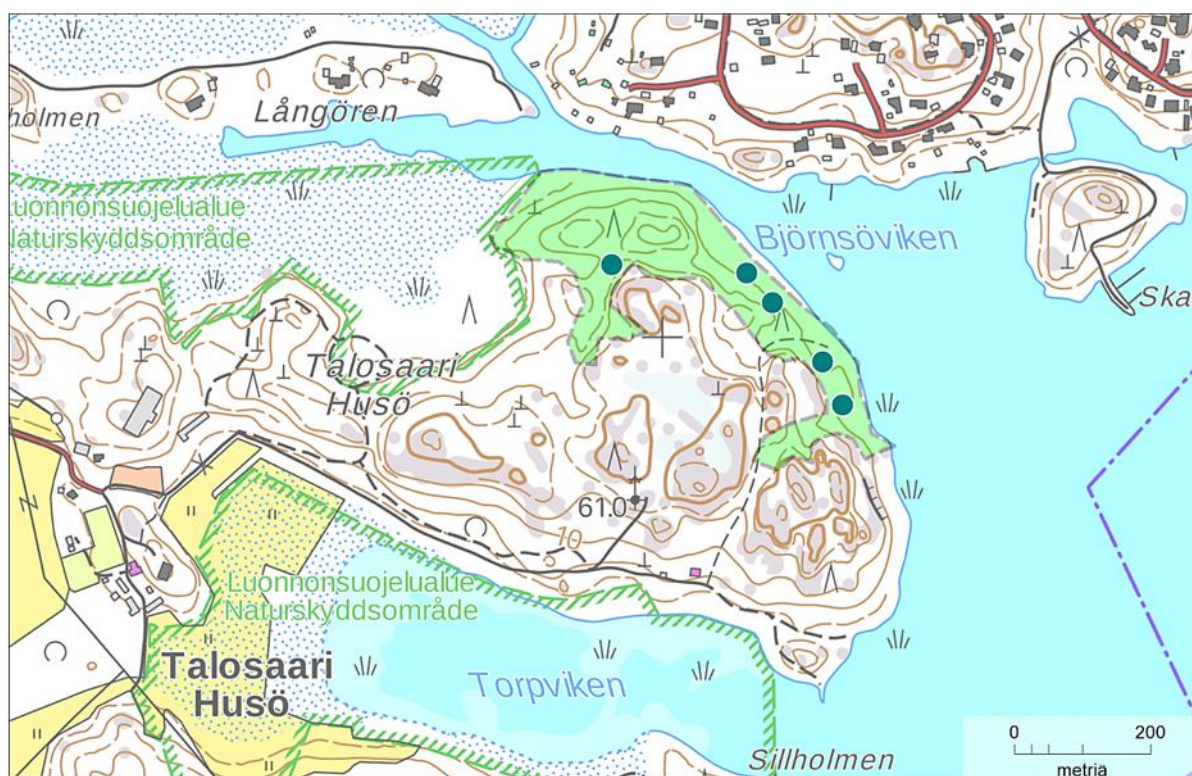 Långören
holmen
Luonnonsuojelualue
Naturskyddsområde
Björnsöviken
Ska
Talosaari
Husö
61.0
10
Luonnonsuojelualue
Naturskyddsområde
Talosaari
Husö
Torpviken
Sillholmen
0 200
metriä